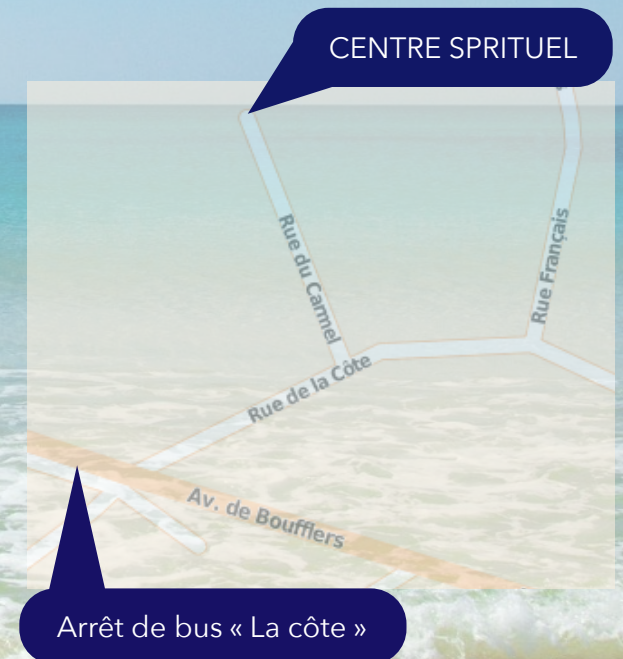 CENTRE SPRITUEL
Rue du Carmel
Rue Français
Rue de la Côte
Av. de Boufflers
Arrêt de bus « La côte »